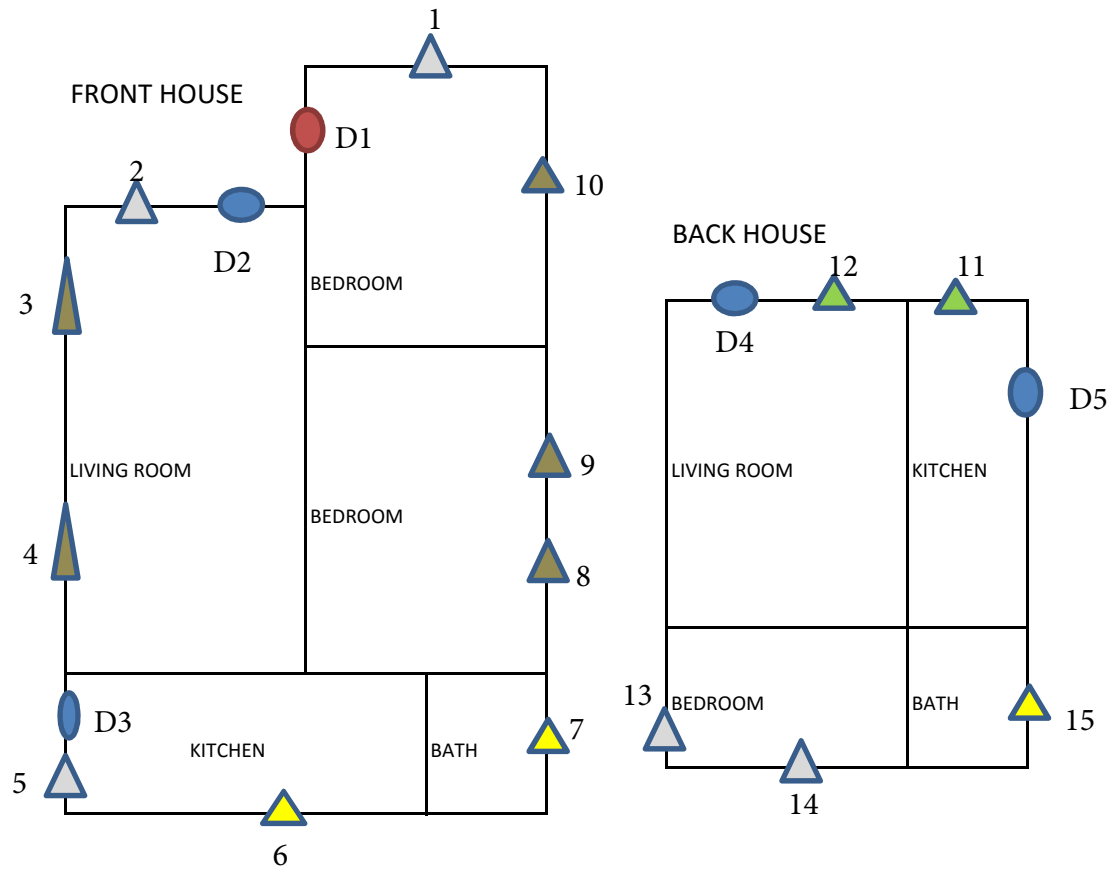 1
FRONT HOUSE
D1
2
10
D2
BEDROOM
3
LIVING ROOM
9
BEDROOM
4
8
D3
7
KITCHEN
BATH
5
6
BACK HOUSE
12
11
D4
D5
LIVING ROOM
KITCHEN
13
BEDROOM
BATH
15
14